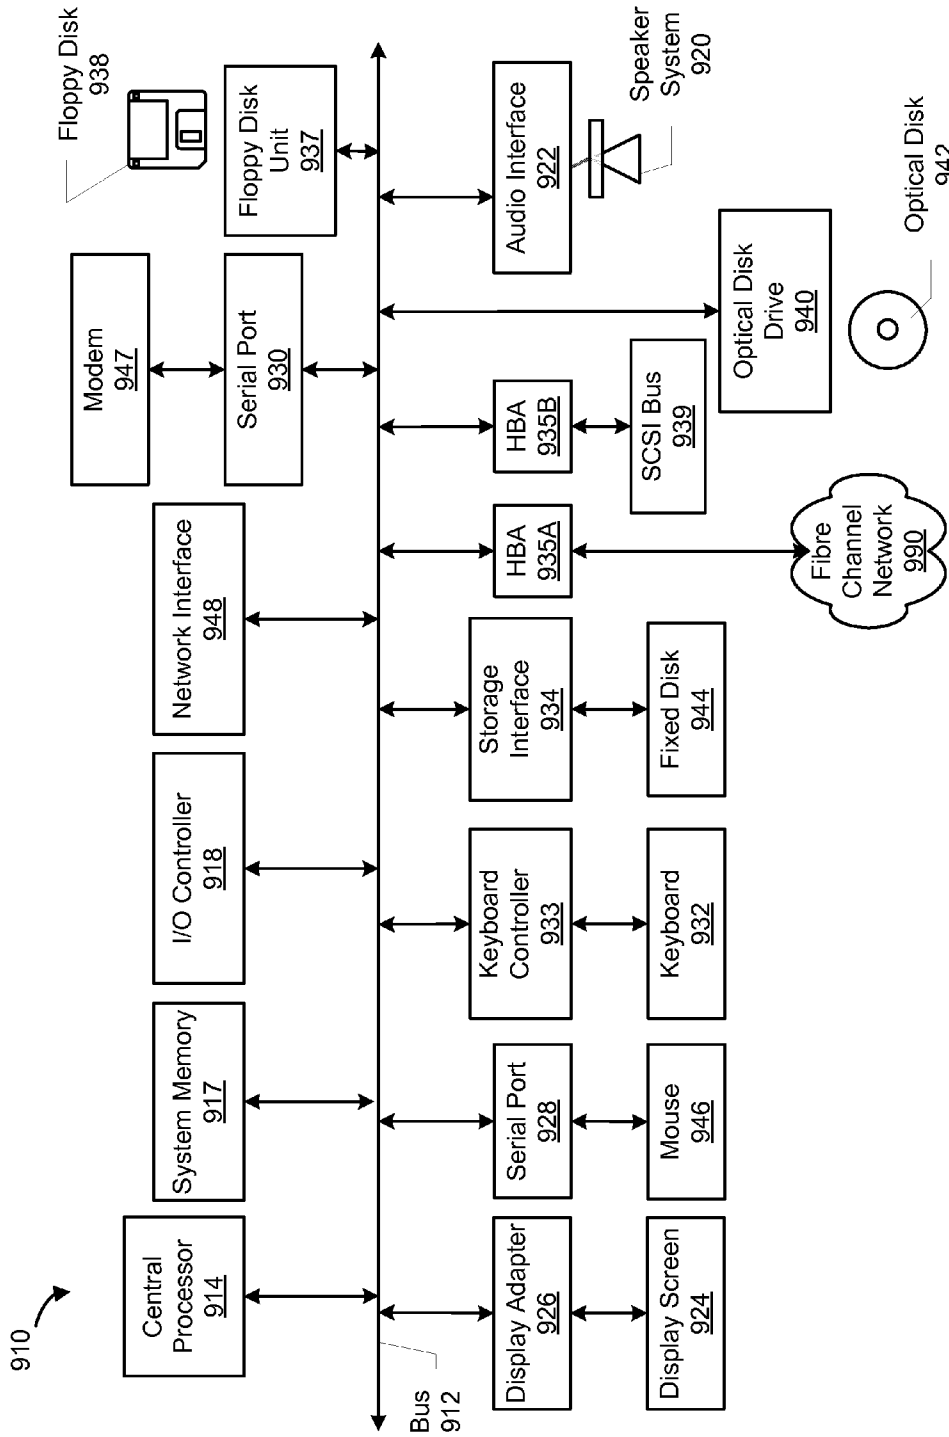 910
Central
Processor
914
System Memory
917
I/O Controller
918
Network Interface
948
Modem
947
Serial Port
930
Floppy Disk
938
Floppy Disk
Unit
937
Bus
912
Display Adapter
926
Display Screen
924
Serial Port
928
Mouse
946
Keyboard
Controller
933
Keyboard
932
Storage
Interface
934
Fixed Disk
944
HBA
935A
Fibre
Channel
Network
990
HBA
935B
SCSI Bus
939
Optical Disk
Drive
940
Optical Disk
942
Audio Interface
922
Speaker
System
920